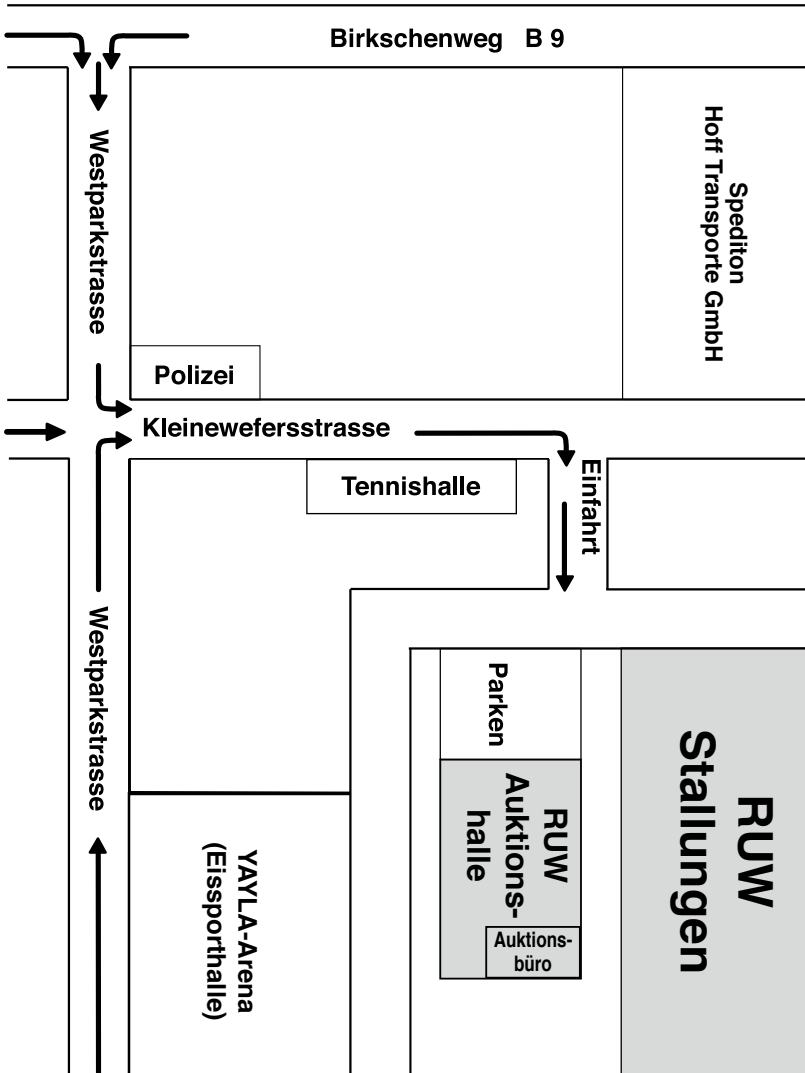 Birkschenweg B 9
Westparkstrasse
Spediton
Hoff Transporte GmbH
Polizei
Kleinewefersstrasse
Tennishalle
Einfahrt
Westparkstrasse
Parken
RUW
Auktions-
halle
Auktions-
büro
RUW
Stallungen
YAYLA-Arena
(Eissporthalle)